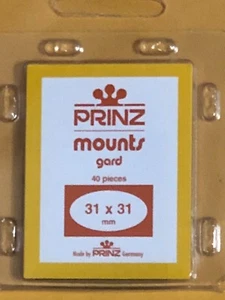 PRINZ
mounts
gard
40 pieces
31 x 31
mm
Made by PRINZ Germany